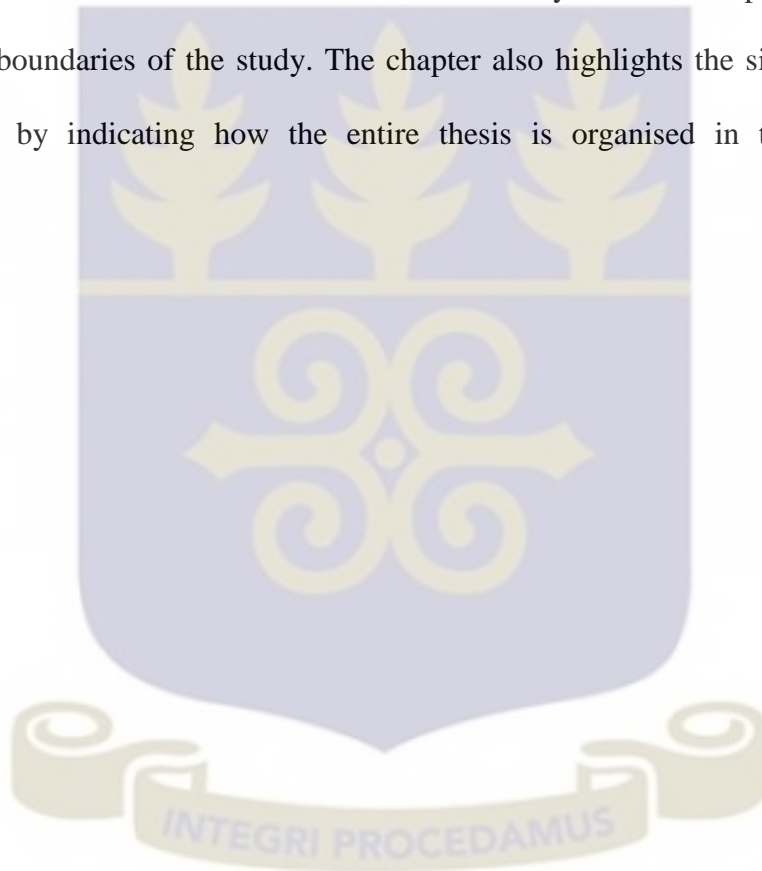 boundaries of the study. The chapter also highlights the
by indicating how the entire thesis is organised in
INTEGRI PROCEDAMUS